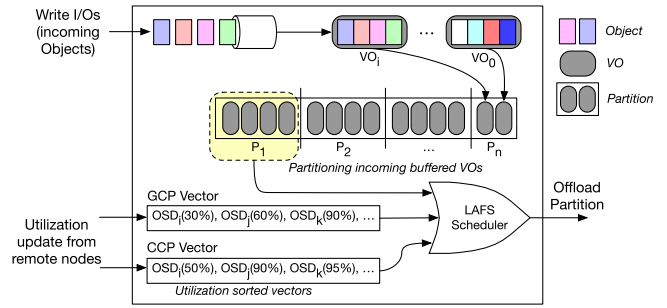 Write I/Os
(incoming
Objects)
VOi
...
VO0
Object
VO
Partition
P1
P2
...
Pn
Partitioning incoming buffered VOs
GCP Vector
OSDi(30%), OSDj(60%), OSDk(90%), ...
Utilization
update from
remote nodes
CCP Vector
OSDi(50%), OSDj(90%), OSDk(95%), ...
Utilization sorted vectors
LAFS
Scheduler
Offload
Partition